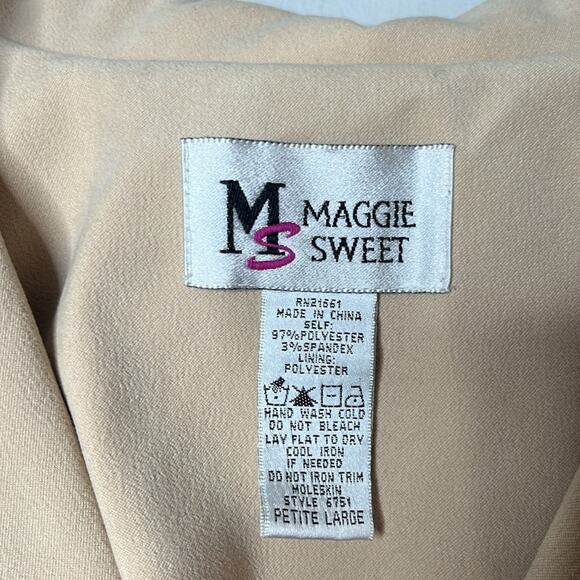 MS MAGGIE
SWEET
RN21661
MADE IN CHINA
SELF:
97%POLYESTER
3%SPANDEX
LINING:
POLYESTER
HAND WASH COLD
DO NOT BLEACH
LAY FLAT TO DRY
COOL IRON
IF NEEDED
DO NOT IRON TRIM
MOLESKIN
STYLE 6751
PETITE LARGE